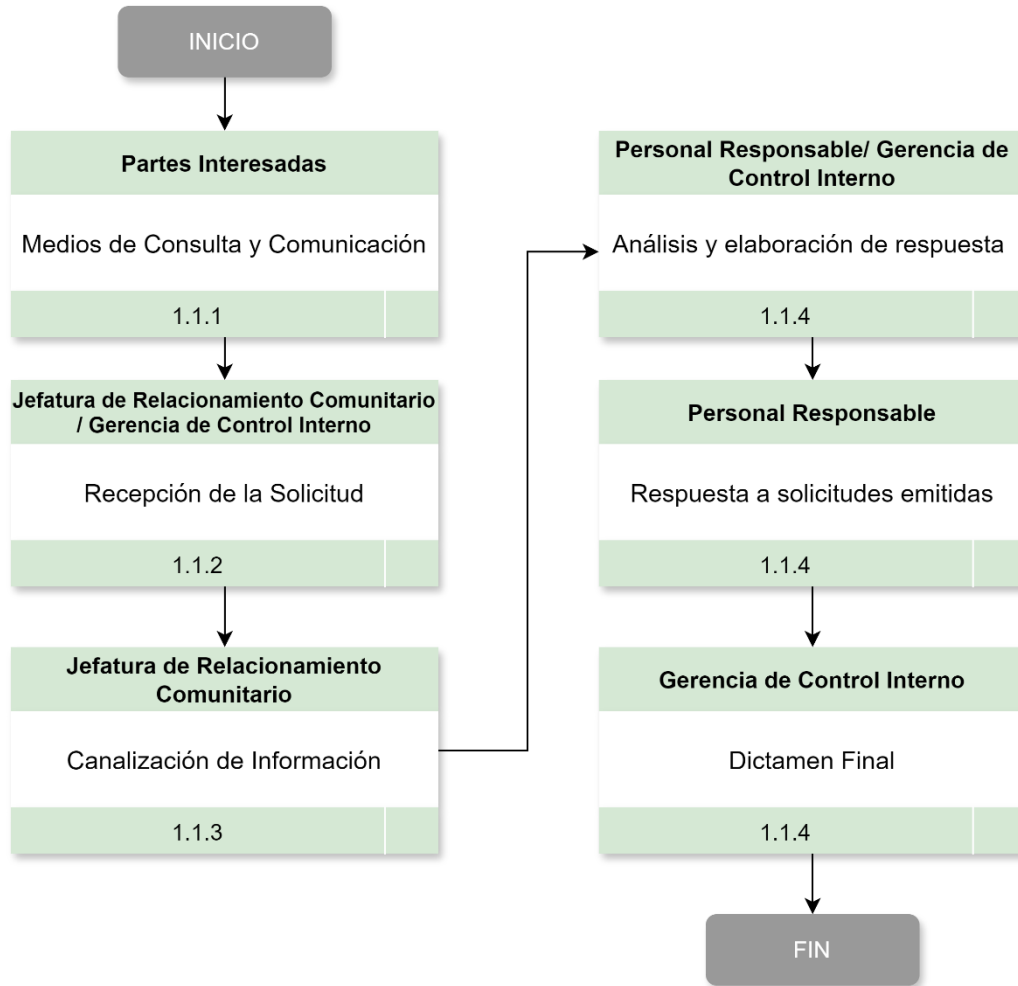 INICIO
Partes Interesadas
Medios de Consulta y Comunicación
1.1.1
Jefatura de Relacionamiento Comunitario
/ Gerencia de Control Interno
Recepción de la Solicitud
1.1.2
Jefatura de Relacionamiento
Comunitario
Canalización de Información
1.1.3
Personal Responsable/ Gerencia de
Control Interno
Análisis y elaboración de respuesta
1.1.4
Personal Responsable
Respuesta a solicitudes emitidas
1.1.4
Gerencia de Control Interno
Dictamen Final
1.1.4
FIN